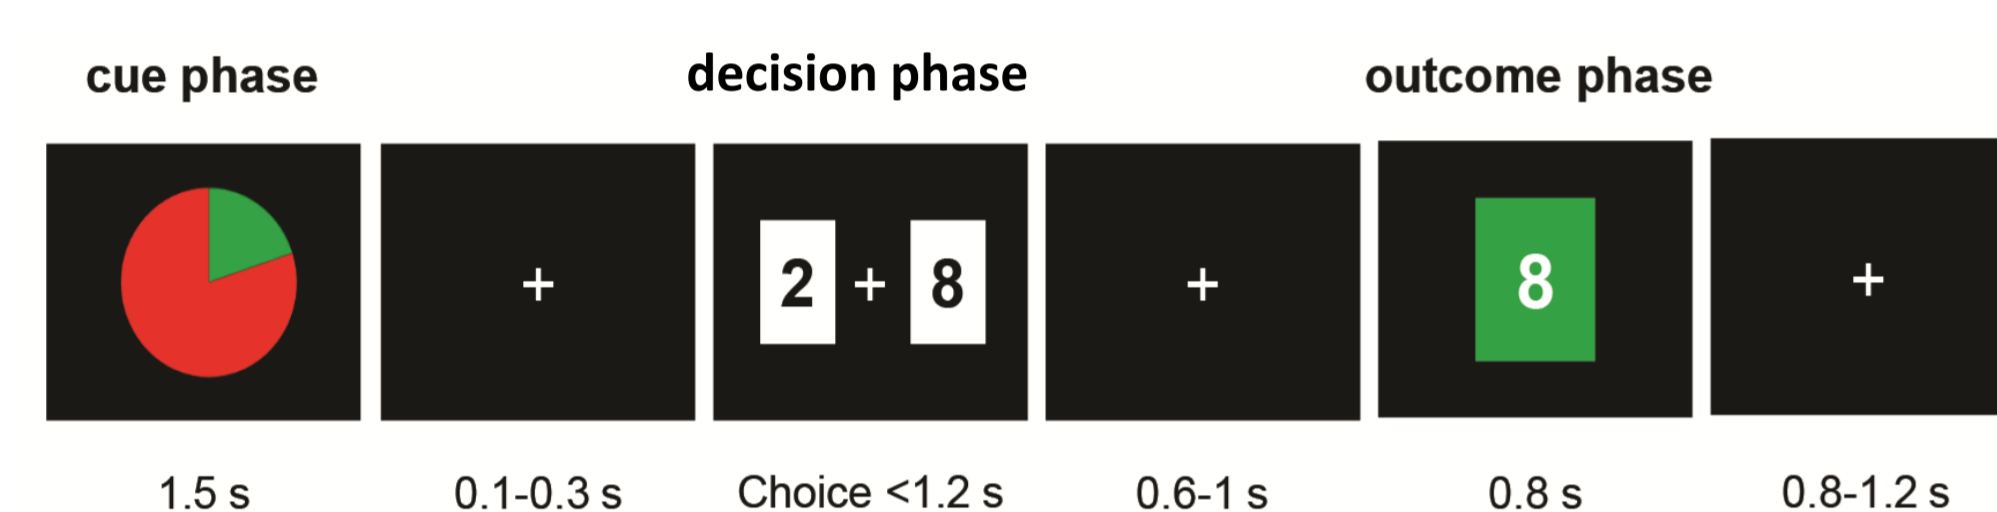 cue phase
decision phase
outcome phase
+
2 + 8
+
8
+
1.5 s
0.1-0.3 s
Choice <1.2 s
0.6-1 s
0.8 s
0.8-1.2 s